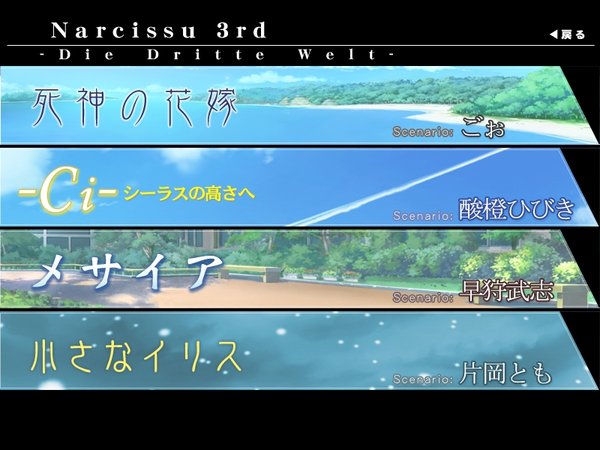 Narcissu 3rd
-Die Dritte Welt-
◀戻る
死神の花嫁
Scenario: ごぉ
-Ci- シーラスの高さへ
Scenario: 酸橙ひびき
メサイア
Scenario: 早狩武志
小さなイリス
Scenario: 片岡とも